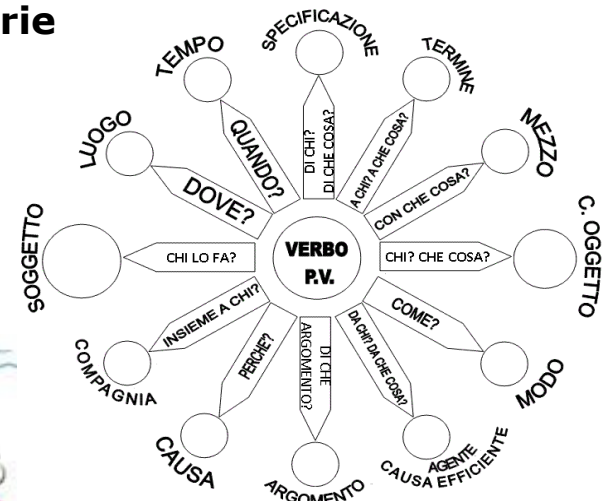 rie
SPECIFICAZIONE
DI CHI?
DI CHE COSA?
TERMINE
A CHI? A CHE COSA?
MEZZO
CON CHE COSA?
C. OGGETTO
CHI? CHE COSA?
MODO
COME?
AGENTE
CAUSA EFFICIENTE
DA CHI? DA CHE COSA?
ARGOMENTO
DI CHE
ARGOMENTO?
CAUSA
PERCHE?
COMPAGNIA
INSIEME A CHI?
SOGGETTO
CHI LO FA?
LUOGO
DOVE?
TEMPO
QUANDO?
VERBO
P.V.